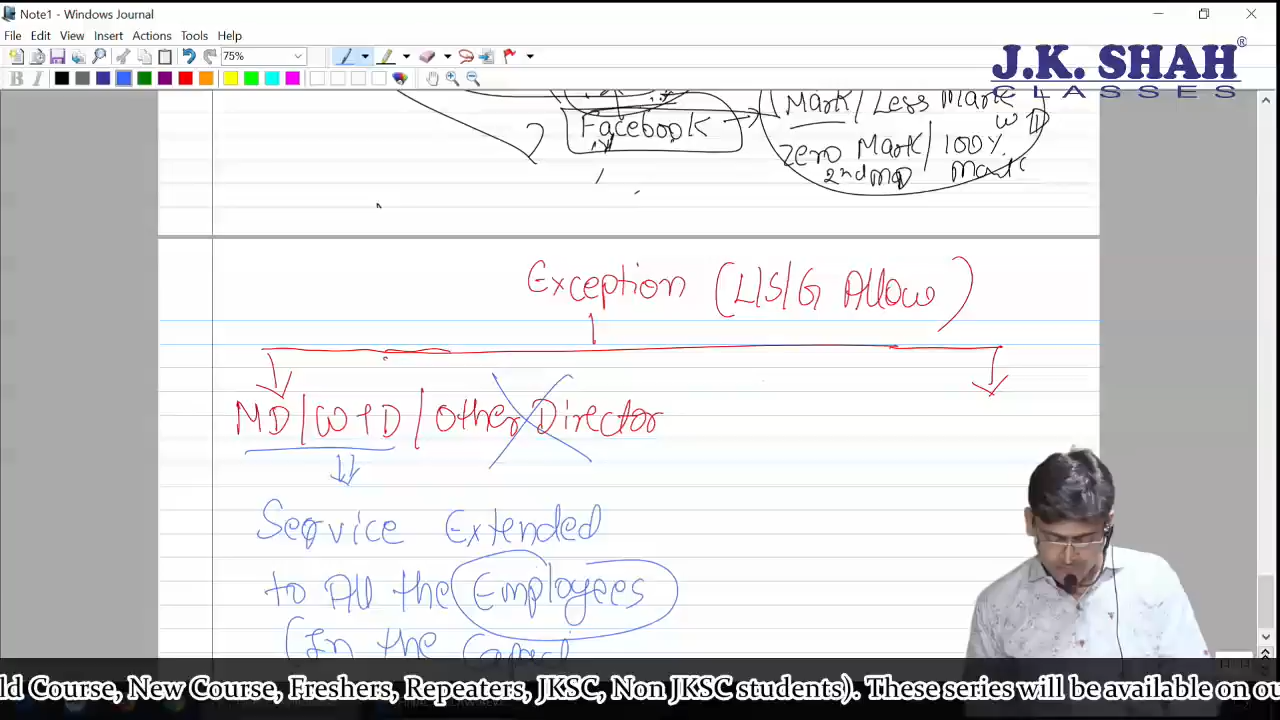 Note1 - Windows Journal
File Edit View Insert Actions Tools Help
75%
J.K. SHAH®
CLASSES
Mark/Less Mark
Facebook
Zero Mark/100%
2nd Mark
Exception (L/S/G Allow)
MD/WTD/Other Director
Service Extended
to All the Employees
(In the
ld Course, New Course, Freshers, Repeaters, JKSC, Non JKSC students). These series will be available on ou